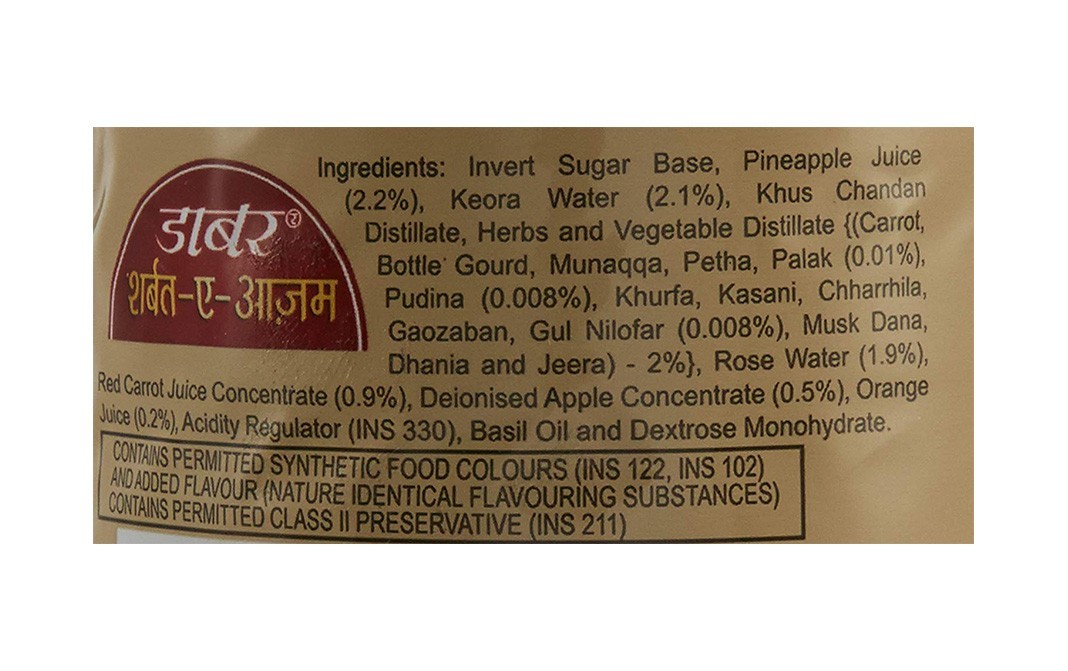 डाबर®
शर्बत-ए-आज़म
Ingredients: Invert Sugar Base, Pineapple Juice
(2.2%), Keora Water (2.1%), Khus Chandan
Distillate, Herbs and Vegetable Distillate {(Carrot,
Bottle Gourd, Munaqqa, Petha, Palak (0.01%),
Pudina (0.008%), Khurfa, Kasani, Chharrhila,
Gaozaban, Gul Nilofar (0.008%), Musk Dana,
Dhania and Jeera) - 2%}, Rose Water (1.9%),
Red Carrot Juice Concentrate (0.9%), Deionised Apple Concentrate (0.5%), Orange
Juice (0.2%), Acidity Regulator (INS 330), Basil Oil and Dextrose Monohydrate.
CONTAINS PERMITTED SYNTHETIC FOOD COLOURS (INS 122, INS 102)
AND ADDED FLAVOUR (NATURE IDENTICAL FLAVOURING SUBSTANCES)
CONTAINS PERMITTED CLASS II PRESERVATIVE (INS 211)